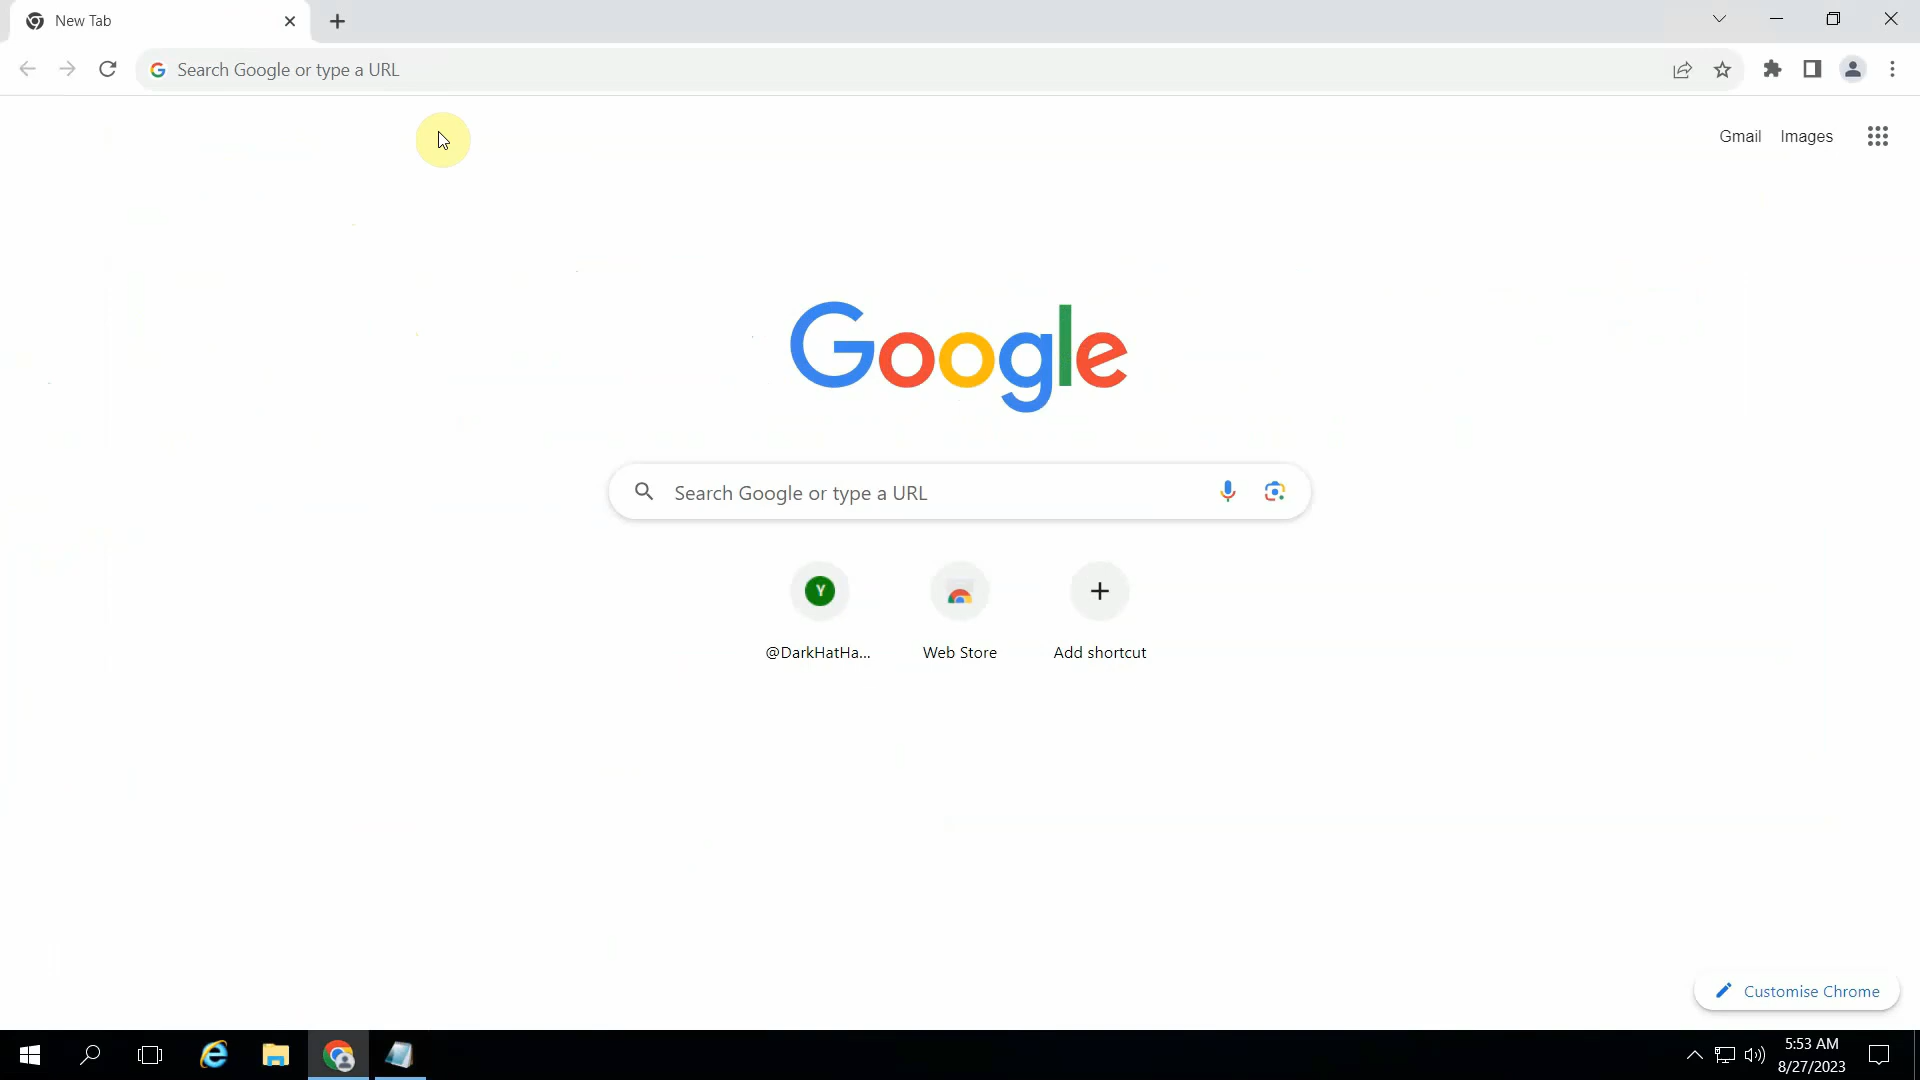 New Tab
Search Google or type a URL
Gmail Images
Google
Search Google or type a URL
Y
@DarkHatHa... Web Store Add shortcut
Customise Chrome
5:53 AM
8/27/2023